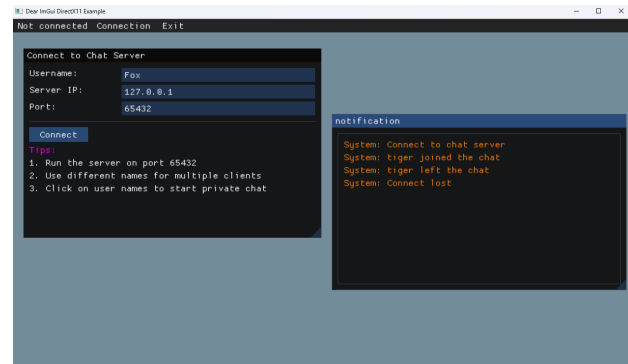 Dear ImGui DirectX11 Example
Not connected Connection Exit
Connect to Chat Server
Username: Fox
Server IP: 127.0.0.1
Port: 65432
Connect
Tips:
1. Run the server on port 65432
2. Use different names for multiple clients
3. Click on user names to start private chat
notification
System: Connect to chat server
System: tiger joined the chat
System: tiger left the chat
System: Connect lost